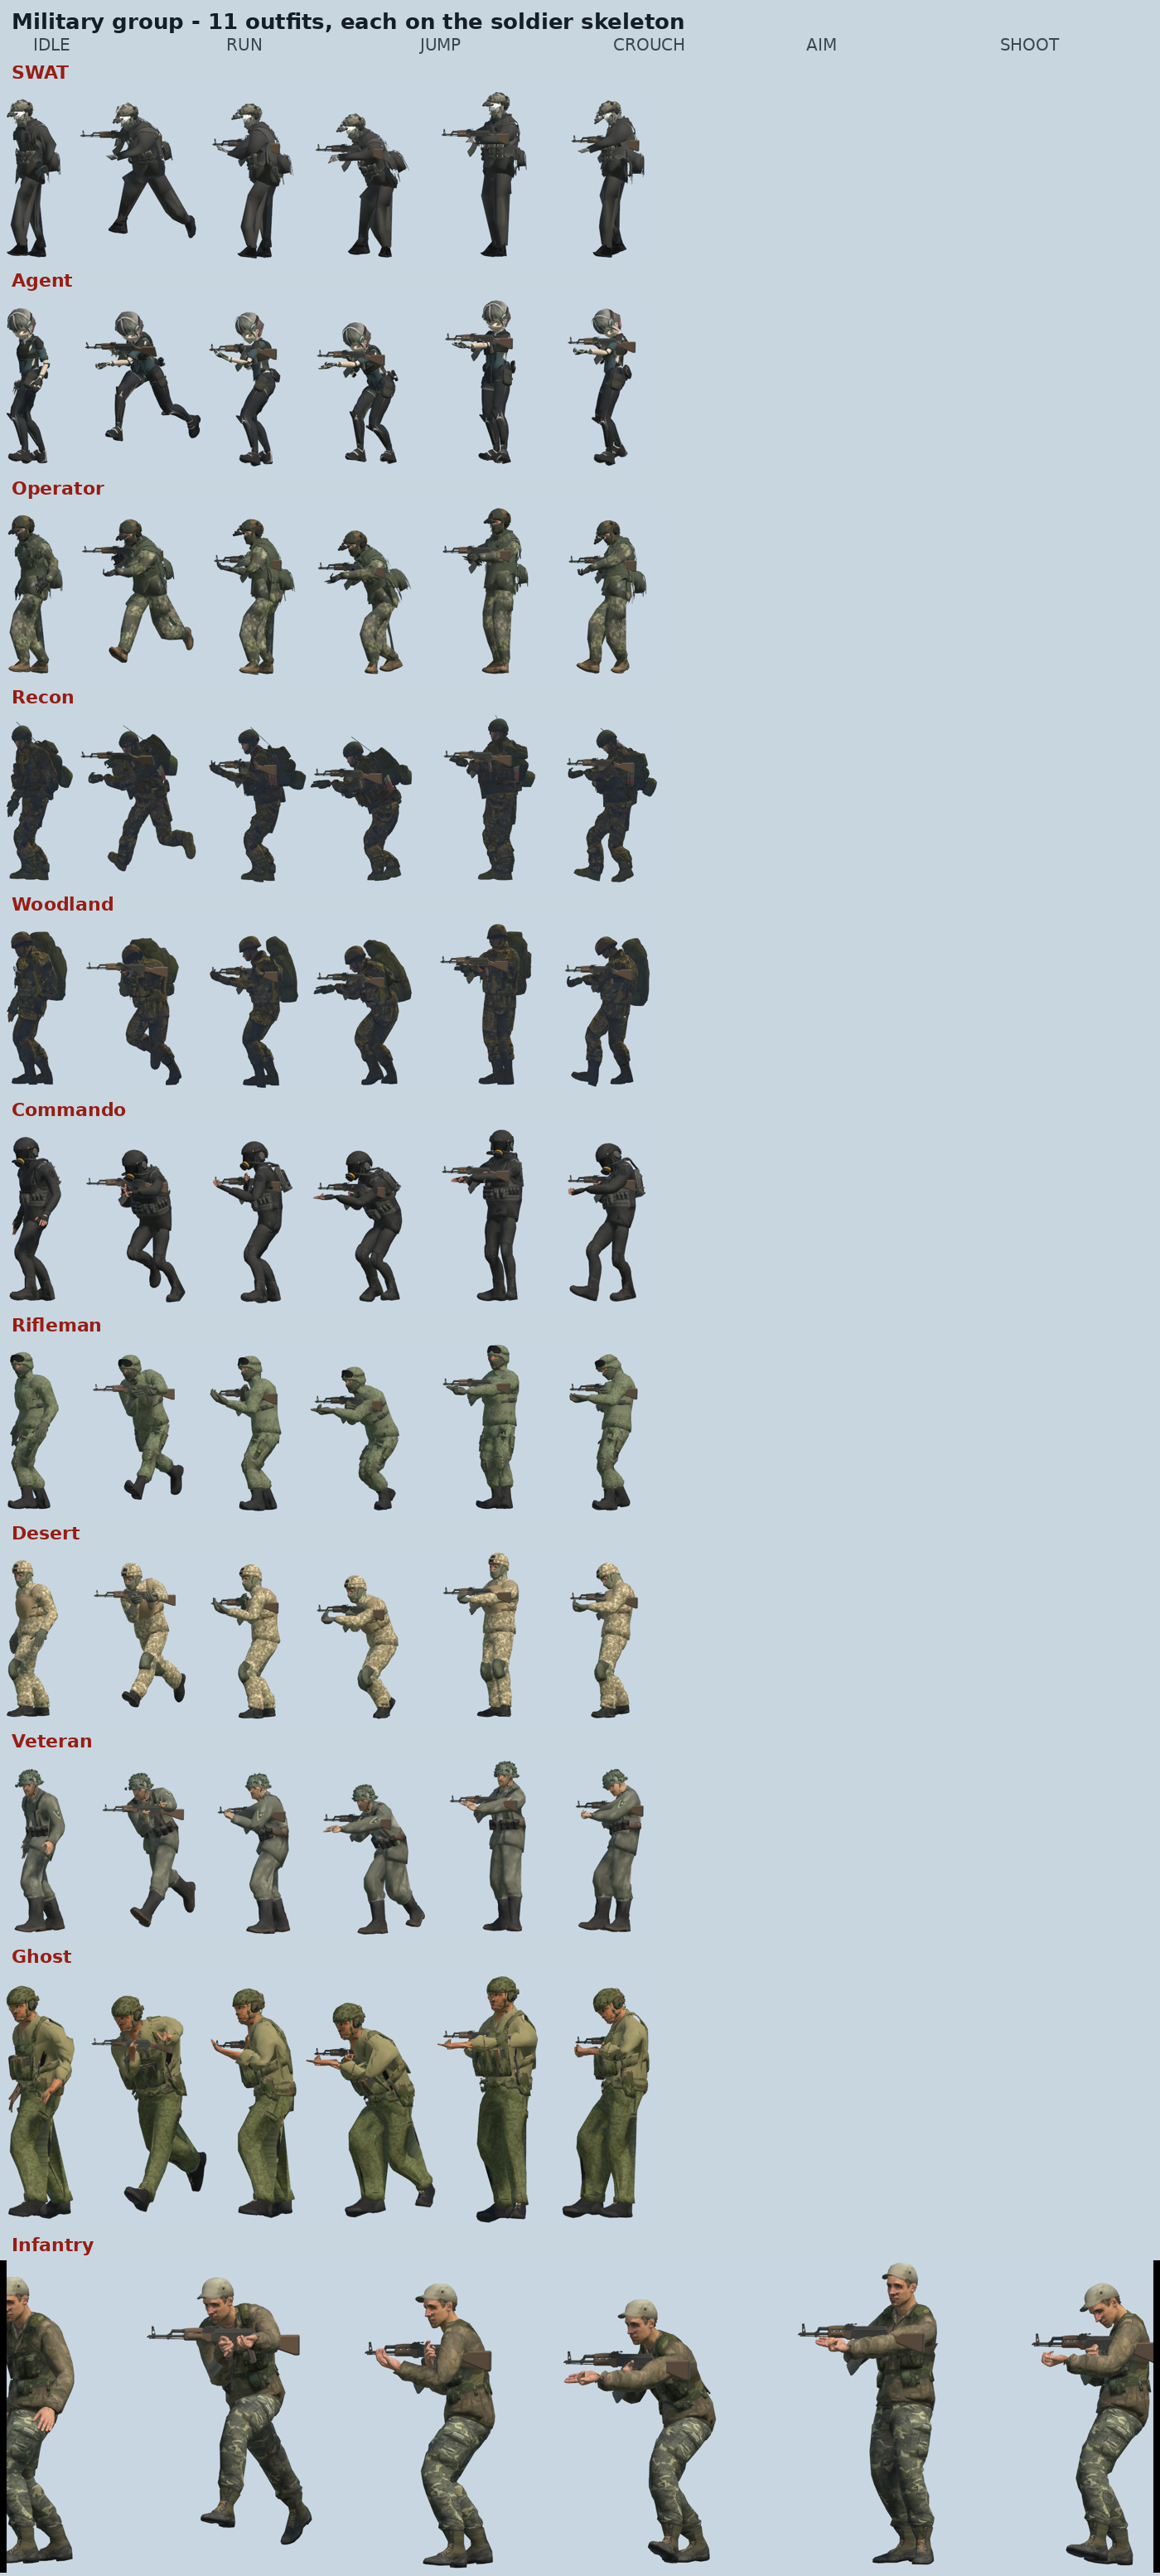 Military group - 11 outfits, each on the soldier skeleton
IDLE RUN JUMP CROUCH AIM SHOOT
SWAT
Agent
Operator
Recon
Woodland
Commando
Rifleman
Desert
Veteran
Ghost
Infantry